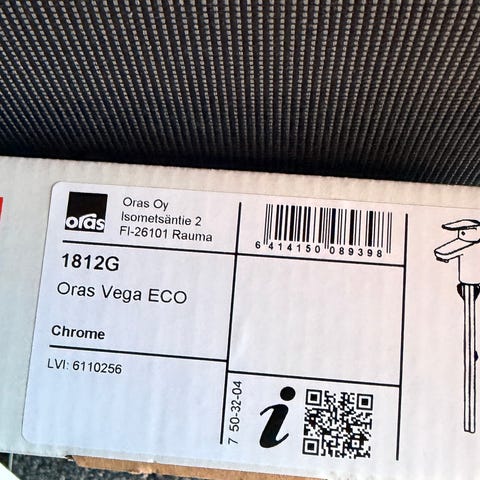 oras
Oras Oy
Isometsäntie 2
FI-26101 Rauma
1812G
Oras Vega ECO
Chrome
LVI: 6110256
6 414150 089398
7 50-32-04
i